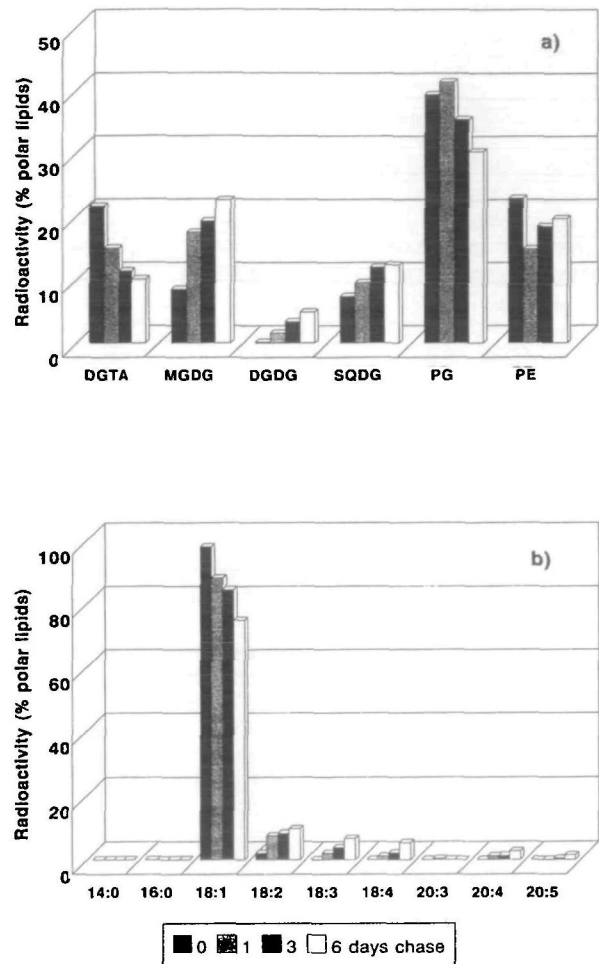 a)
Radioactivity (% polar lipids)
50
40
30
20
10
0
DGTA MGDG DGDG SQDG PG PE
b)
Radioactivity (% polar lipids)
100
80
60
40
20
0
14:0 16:0 18:1 18:2 18:3 18:4 20:3 20:4 20:5
0 1 3 6 days chase